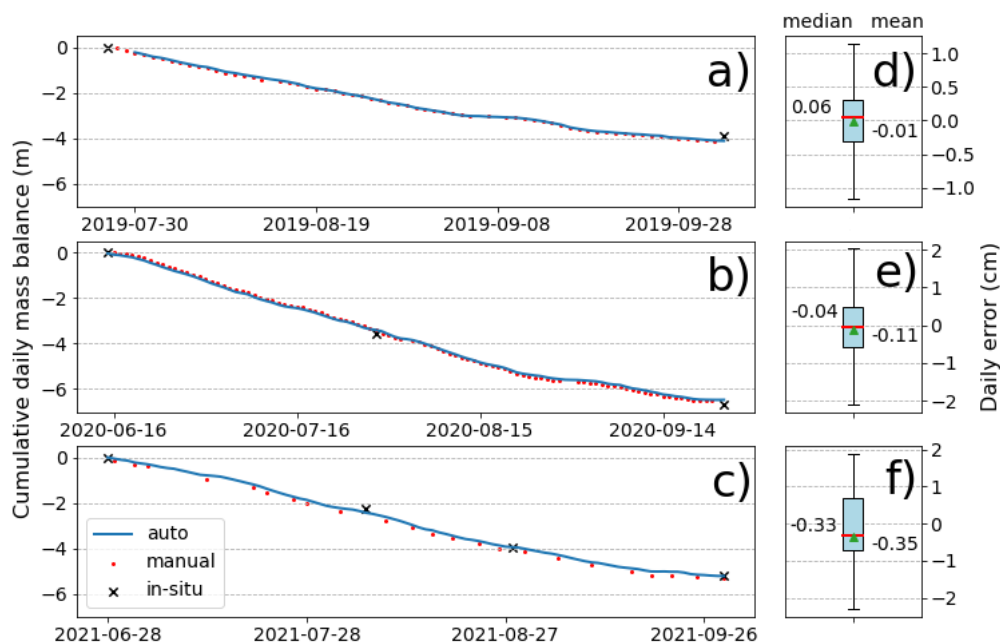 median mean
0 −2 −4 −6
a)
2019-07-30 2019-08-19 2019-09-08 2019-09-28
d)
0.06
-0.01
1.0 0.5 0.0 −0.5 −1.0
Cumulative daily mass balance (m)
0 −2 −4 −6
b)
2020-06-16 2020-07-16 2020-08-15 2020-09-14
e)
-0.04
-0.11
2 1 0 −1 −2
Daily error (cm)
0 −2 −4 −6
c)
auto
manual
in-situ
2021-06-28 2021-07-28 2021-08-27 2021-09-26
f)
-0.33
-0.35
2 1 0 −1 −2